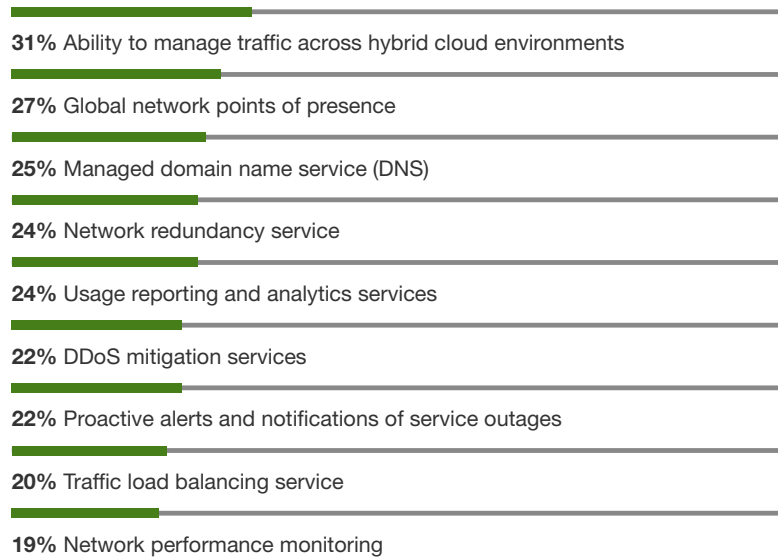 31% Ability to manage traffic across hybrid cloud environments
27% Global network points of presence
25% Managed domain name service (DNS)
24% Network redundancy service
24% Usage reporting and analytics services
22% DDoS mitigation services
22% Proactive alerts and notifications of service outages
20% Traffic load balancing service
19% Network performance monitoring